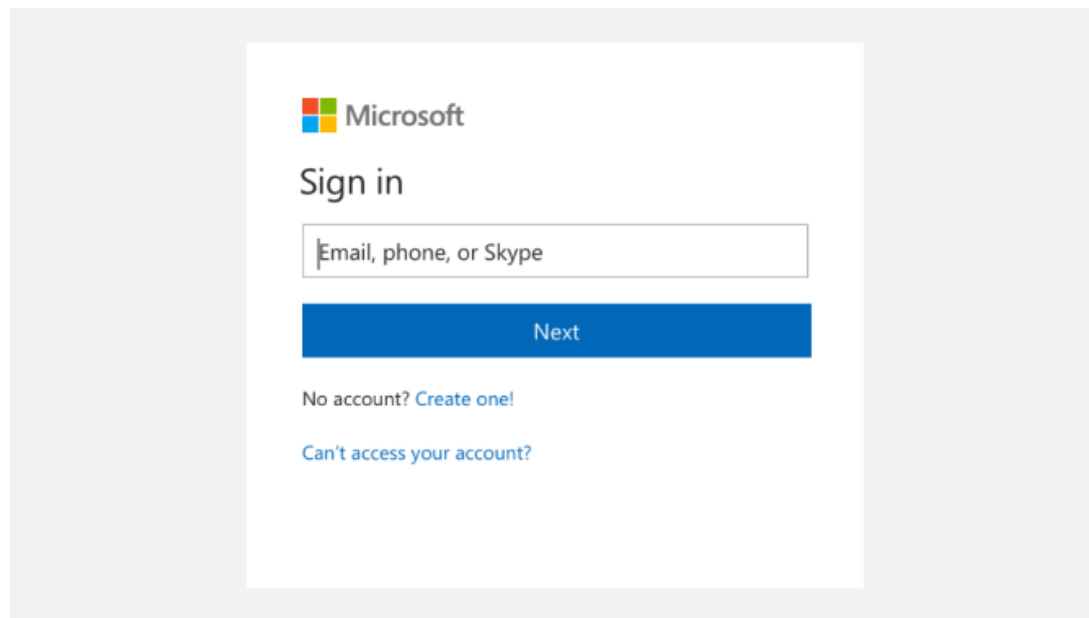 Microsoft
Sign in
Email, phone, or Skype
Next
No account? Create one!
Can't access your account?